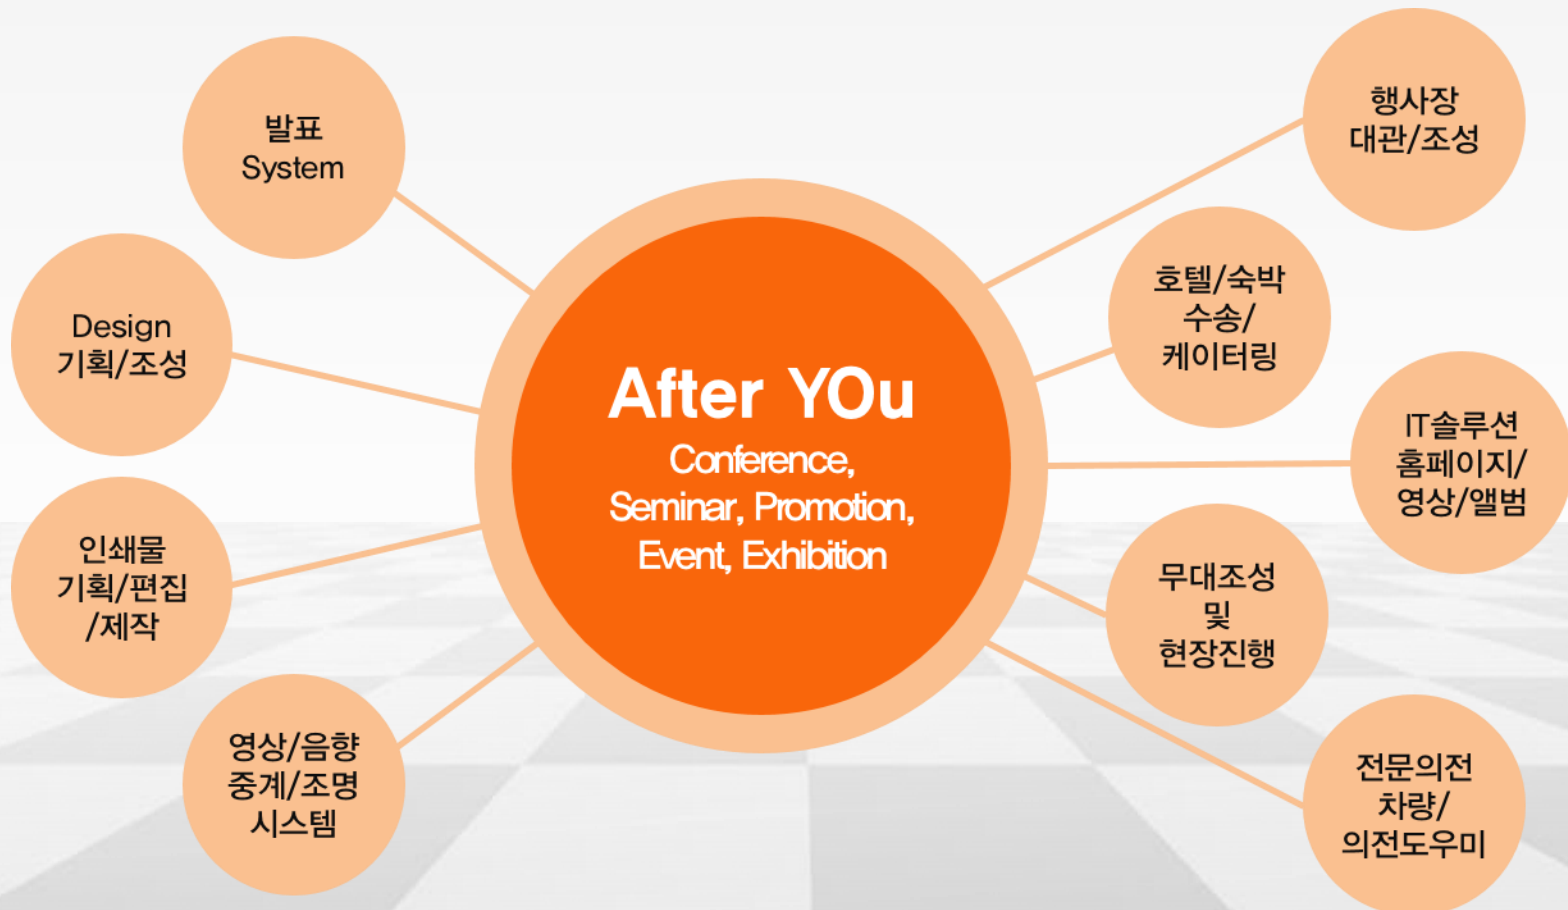 발표
System
Design
기획/조성
인쇄물
기획/편집
/제작
영상/음향
중계/조명
시스템
After YOu
Conference,
Seminar, Promotion,
Event, Exhibition
행사장
대관/조성
호텔/숙박
수송/
케이터링
IT솔루션
홈페이지/
영상/앨범
무대조성
및
현장진행
전문의전
차량/
의전도우미